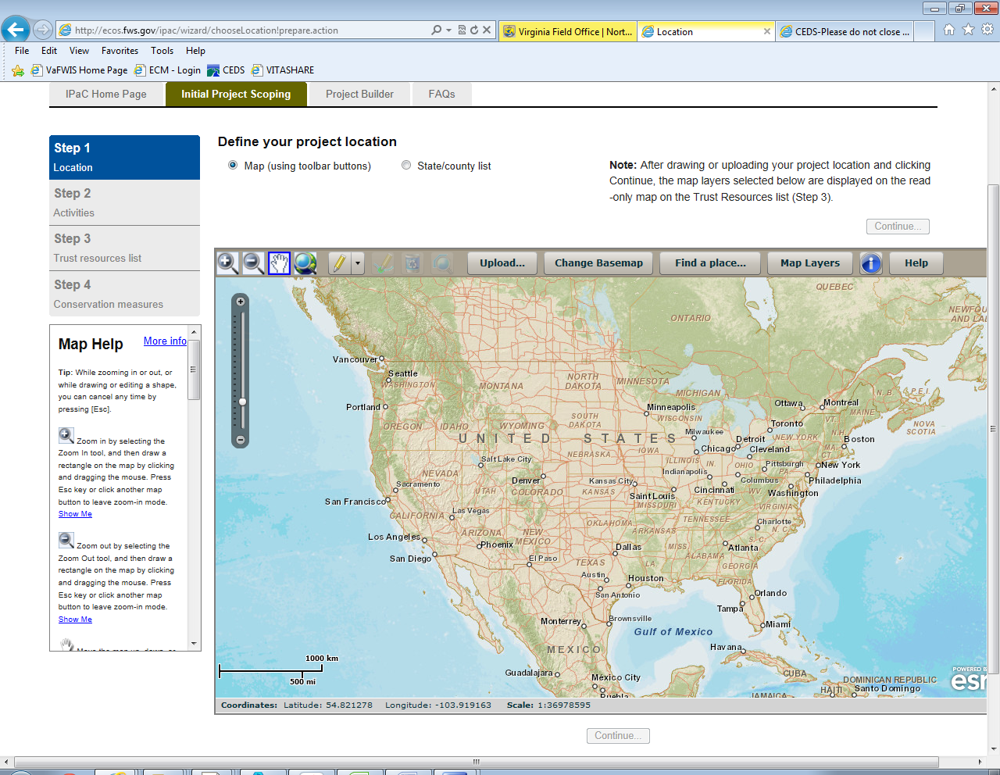 http://ecos.fws.gov/ipac/wizard/chooseLocation!prepare.action
Virginia Field Office | Nort...
Location
CEDS-Please do not close ...
File Edit View Favorites Tools Help
VaFWIS Home Page ECM - Login CEDS VITASHARE
IPaC Home Page Initial Project Scoping Project Builder FAQs
Step 1
Location
Step 2
Activities
Step 3
Trust resources list
Step 4
Conservation measures
Define your project location
Map (using toolbar buttons) State/county list
Note: After drawing or uploading your project location and clicking
Continue, the map layers selected below are displayed on the read
-only map on the Trust Resources list (Step 3).
Continue...
Map Help More info
Tip: While zooming in or out, or
while drawing or editing a shape,
you can cancel any time by
pressing [Esc].
Zoom in by selecting the
Zoom In tool, and then draw a
rectangle on the map by clicking
and dragging the mouse. Press
Esc key or click another map
button to leave zoom-in mode.
Show Me
Zoom out by selecting the
Zoom Out tool, and then draw a
rectangle on the map by clicking
and dragging the mouse. Press
Esc key or click another map
button to leave zoom-in mode.
Show Me
Move the map up, down, or
Upload... Change Basemap Find a place... Map Layers Help
QUEBEC
NEWFOU
AND LA
ONTARIO
Vancouver
Seattle
WASHINGTON
MONTANA
NORTH
DAKOTA
MINNESOTA
MICHIGAN
N.B.
P.E.I.
Portland
Minneapolis
Ottawa
Montréal
MAINE
OREGON
IDAHO
WYOMING
SOUTH
DAKOTA
WISCONSIN
Toronto
VT.
NOVA
SCOTIA
UNITED STATES
Milwaukee
Detroit
NEW YORK
N.H.
Boston
Salt Lake City
NEBRASKA
IOWA
Chicago
Cleveland
MA.
CT.
NEVADA
Denver
Kansas City
ILLINOIS
IN.
OHIO
Pittsburgh
PA.
New York
Indianapolis
Columbus
Philadelphia
Sacramento
UTAH
COLORADO
KANSAS
Saint Louis
Cincinnati
WV.
Washington
San Francisco
MISSOURI
KENTUCKY
VIRGINIA
CALIFORNIA
Las Vegas
OKLAHOMA
TENNESSEE
Charlotte
N.C.
Los Angeles
ARIZONA
NEW
MEXICO
ARKANSAS
S.C.
Phoenix
Dallas
MISS.
ALABAMA
Atlanta
San Diego
El Paso
TEXAS
LA.
GEORGIA
Austin
Houston
FLORIDA
San Antonio
Orlando
Tampa
Monterrey
Brownsville
Miami
Gulf of Mexico
MEXICO
Havana
1000 km
500 mi
Guadalajara
México City
Puebla
CUBA
DOMINICAN REPUBLIC
HAITI
Santo Domingo
JAMAICA
POWERED B
esr
Coordinates: Latitude: 54.821278 Longitude: -103.919163 Scale: 1:36978595
Continue...